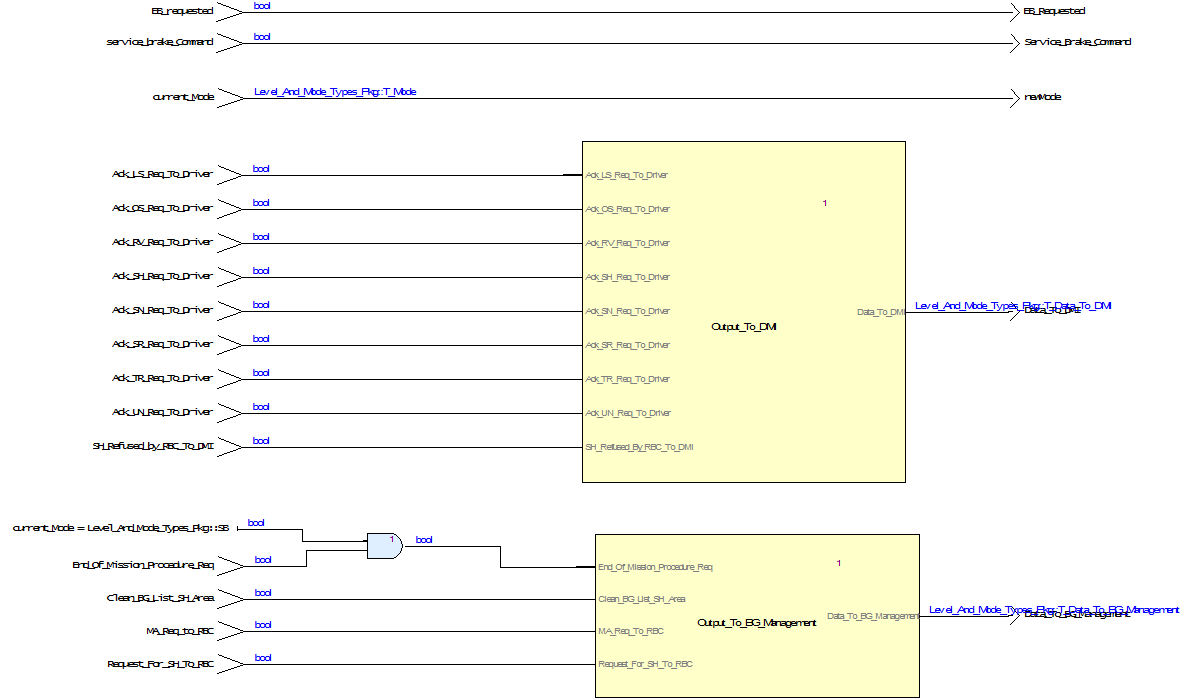 EB_requested bool EB_Requested
service_brake_Command bool Service_Brake_Command
current_Mode Level_And_Mode_Types_Pkg::T_Mode newMode
Ack_LS_Req_To_Driver bool Ack_LS_Req_To_Driver
1
Ack_OS_Req_To_Driver bool Ack_OS_Req_To_Driver
Ack_RV_Req_To_Driver bool Ack_RV_Req_To_Driver
Ack_SH_Req_To_Driver bool Ack_SH_Req_To_Driver
Ack_SN_Req_To_Driver bool Ack_SN_Req_To_Driver Data_To_DMI Level_And_Mode_Types_Pkg::T_Data_To_DMI
Data_To_DMI
Output_To_DMI
Ack_SR_Req_To_Driver bool Ack_SR_Req_To_Driver
Ack_TR_Req_To_Driver bool Ack_TR_Req_To_Driver
Ack_UN_Req_To_Driver bool Ack_UN_Req_To_Driver
SH_Refused_by_RBC_To_DMI bool SH_Refused_By_RBC_To_DMI
current_Mode = Level_And_Mode_Types_Pkg::SB bool
1 bool
End_Of_Mission_Procedure_Req bool End_Of_Mission_Procedure_Req 1
Clean_BG_List_SH_Area bool Clean_BG_List_SH_Area
Data_To_BG_Management Level_And_Mode_Types_Pkg::T_Data_To_BG_Management
Data_To_BG_Management
Output_To_BG_Management
MA_Req_to_RBC bool MA_Req_To_RBC
Request_For_SH_To_RBC bool Request_For_SH_To_RBC